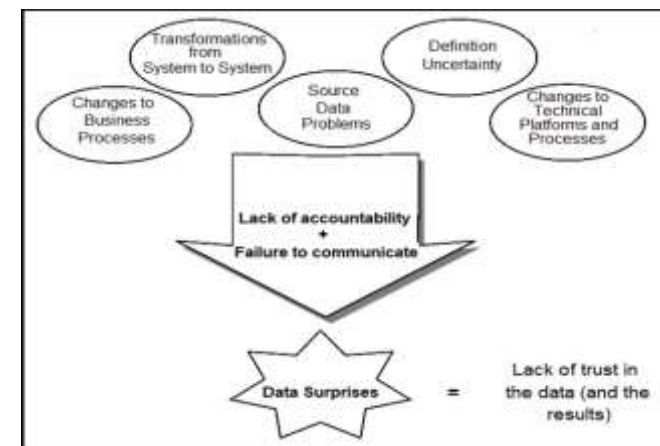 Transformations
from
System to System
Definition
Uncertainty
Changes to
Business
Processes
Source
Data
Problems
Changes to
Technical
Platforms and
Processes
Lack of accountability
+
Failure to communicate
Data Surprises
=
Lack of trust in
the data (and the
results)